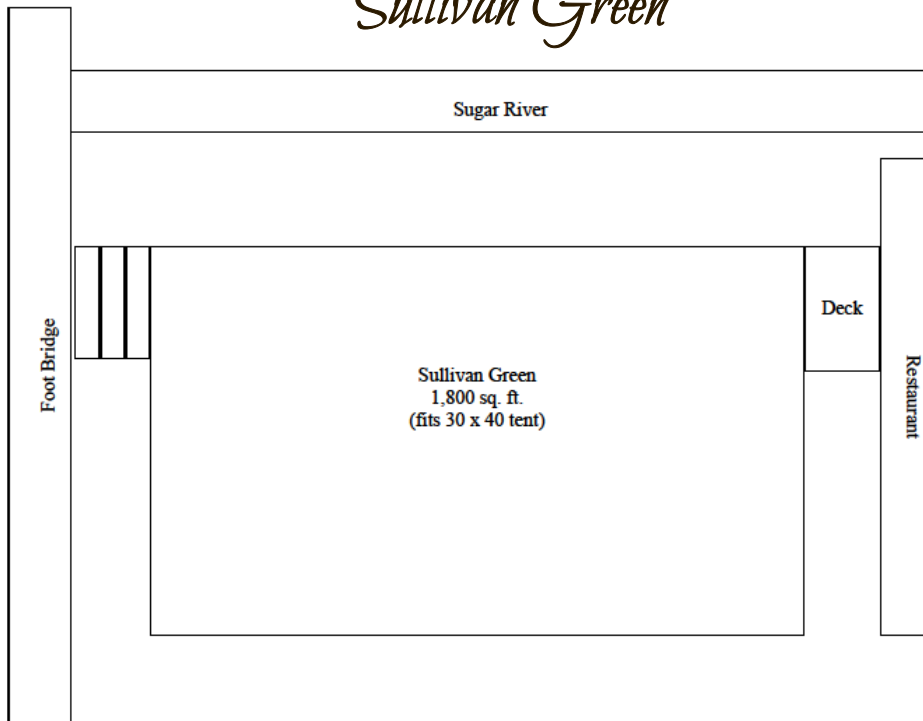 Sullivan Green
Sugar River
Deck
Foot Bridge
Sullivan Green
1,800 sq. ft.
(fits 30 x 40 tent)
Restaurant